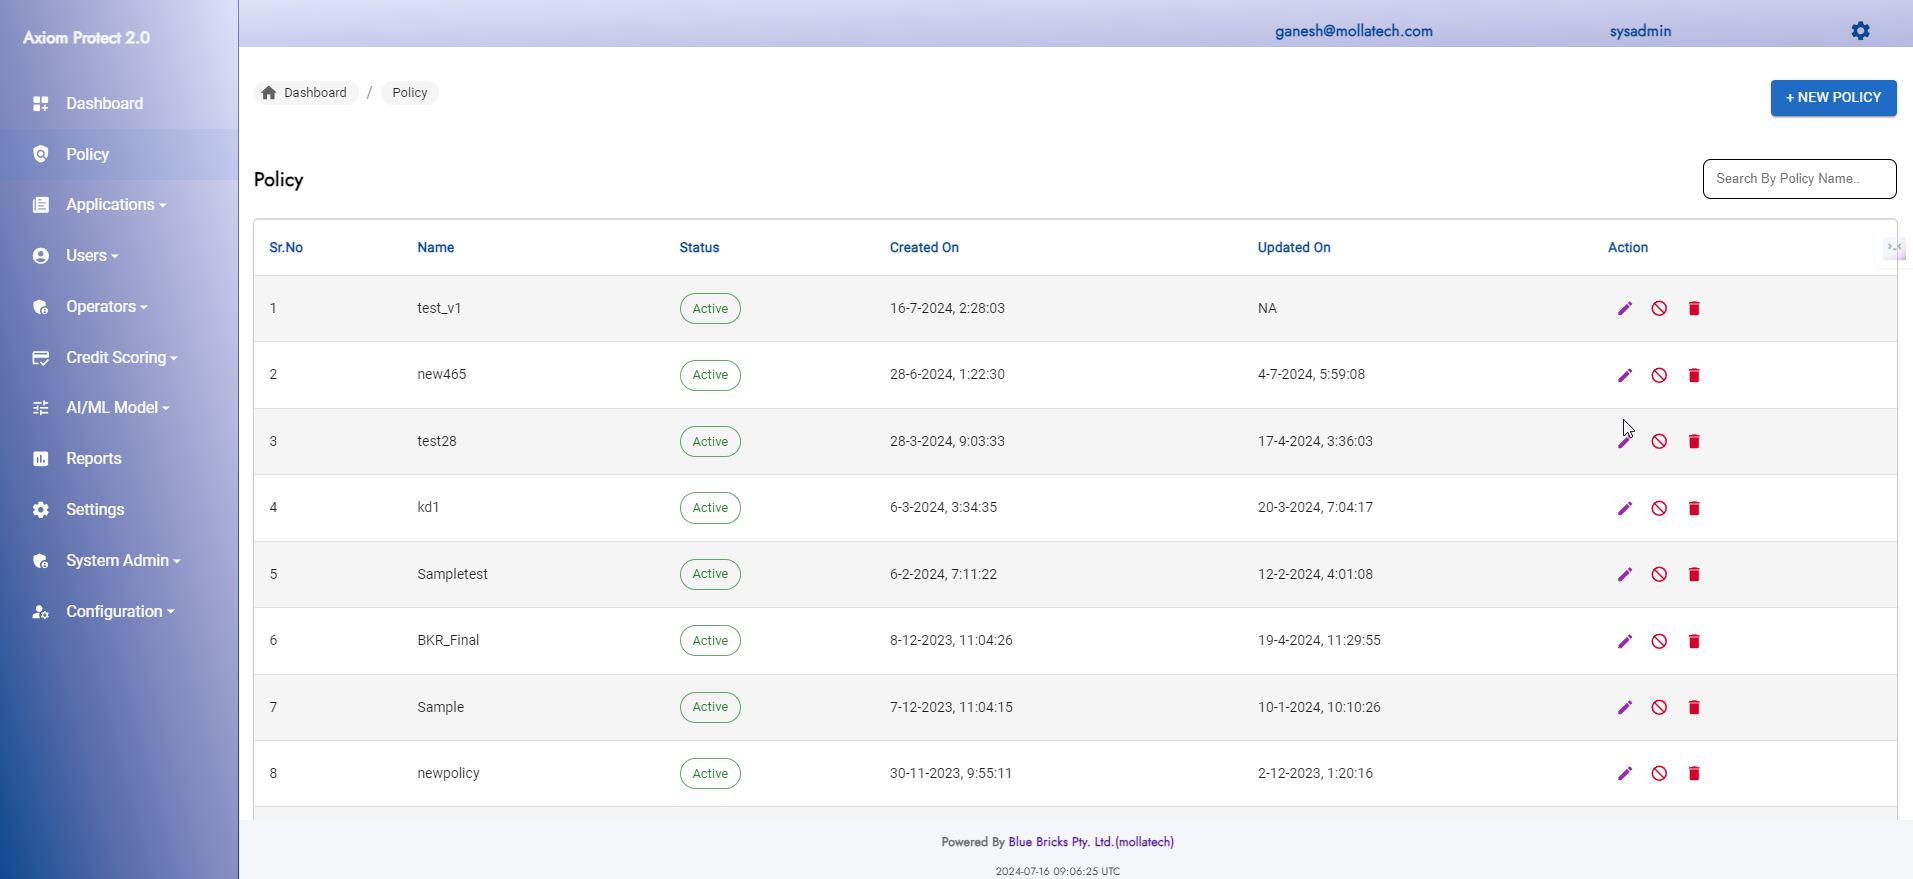 Axiom Protect 2.0
ganesh@mollatech.com sysadmin
Dashboard
Policy
Applications
Users
Operators
Credit Scoring
AI/ML Model
Reports
Settings
System Admin
Configuration
Dashboard / Policy
+ NEW POLICY
Policy
Search By Policy Name..
Sr.No Name Status Created On Updated On Action
1 test_v1 Active 16-7-2024, 2:28:03 NA
2 new465 Active 28-6-2024, 1:22:30 4-7-2024, 5:59:08
3 test28 Active 28-3-2024, 9:03:33 17-4-2024, 3:36:03
4 kd1 Active 6-3-2024, 3:34:35 20-3-2024, 7:04:17
5 Sampletest Active 6-2-2024, 7:11:22 12-2-2024, 4:01:08
6 BKR_Final Active 8-12-2023, 11:04:26 19-4-2024, 11:29:55
7 Sample Active 7-12-2023, 11:04:15 10-1-2024, 10:10:26
8 newpolicy Active 30-11-2023, 9:55:11 2-12-2023, 1:20:16
Powered By Blue Bricks Pty. Ltd.(mollatech)
2024-07-16 09:06:25 UTC